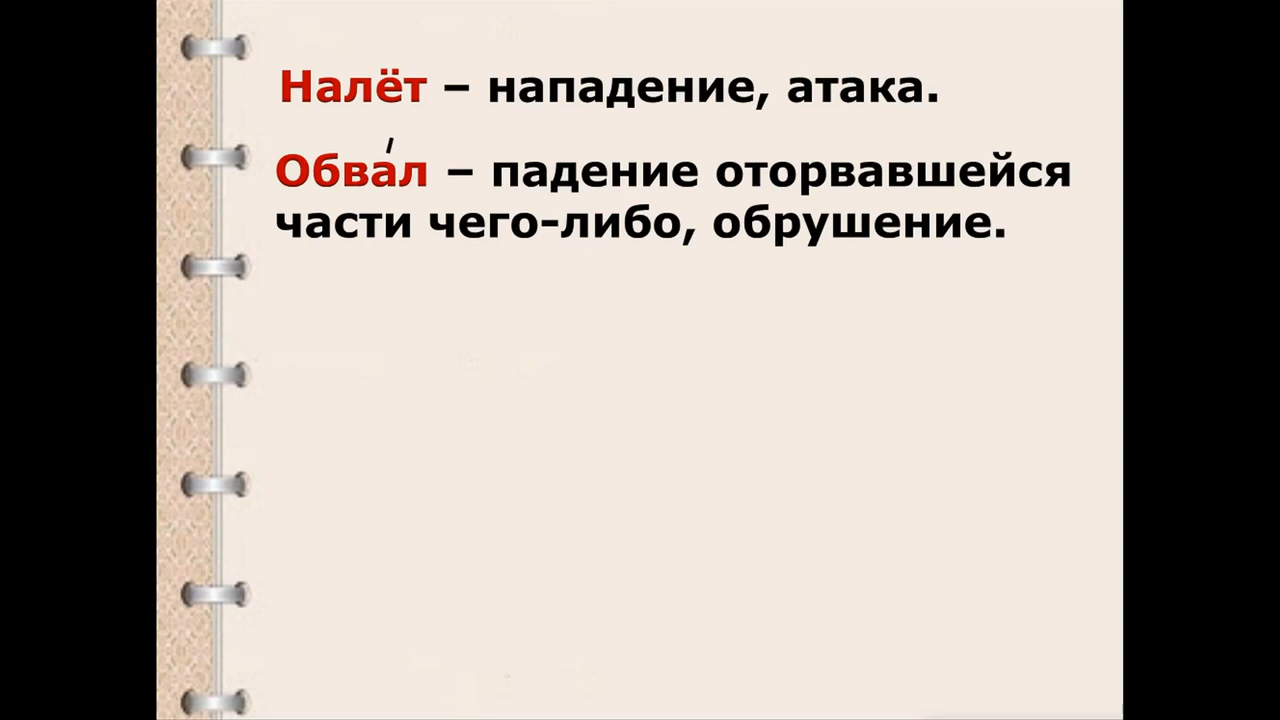 Налёт – нападение, атака.
Обва́л – падение оторвавшейся
части чего-либо, обрушение.